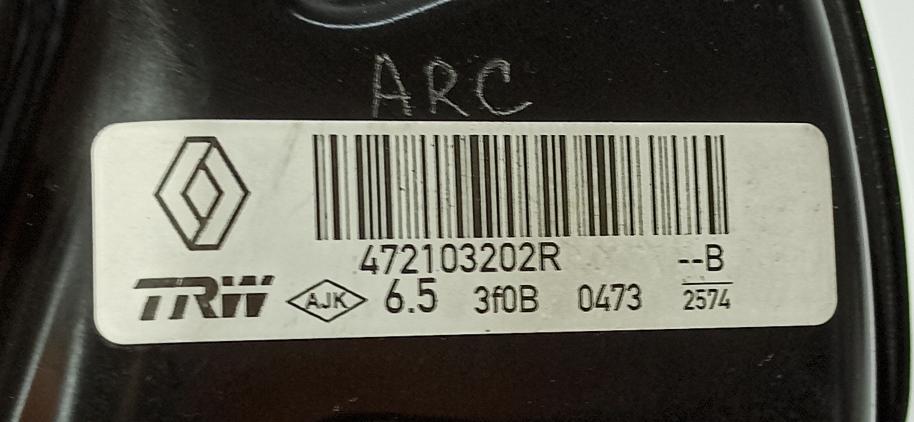 ARC
472103202R --B
TRW AJK 6.5 3f0B 0473 2574